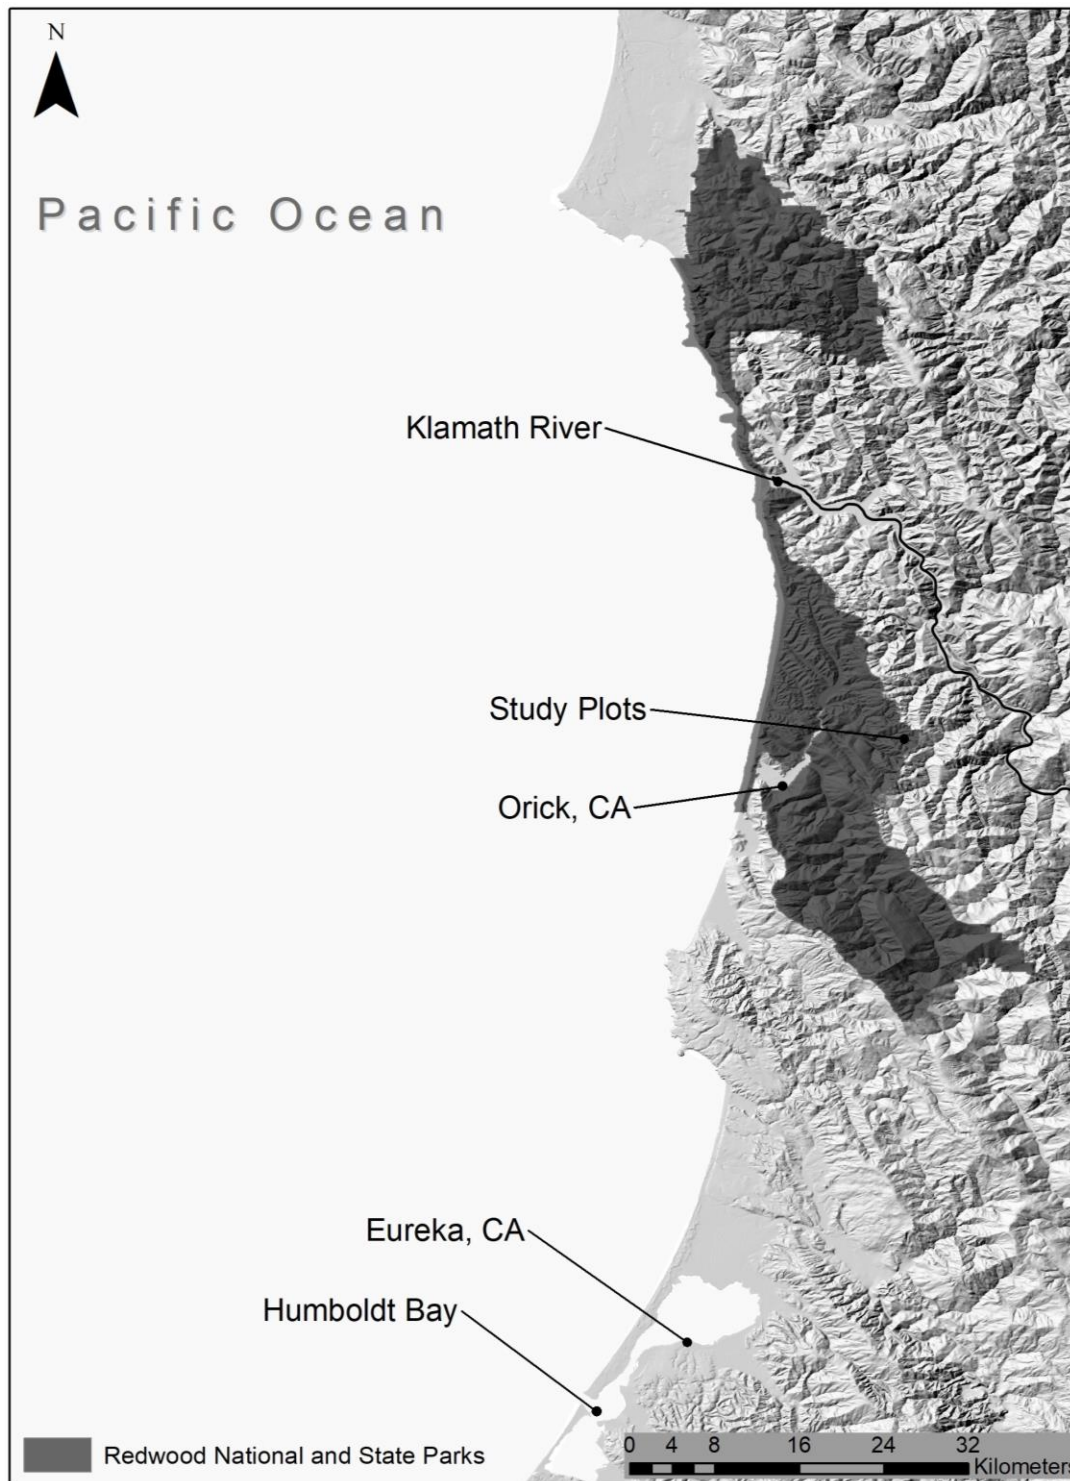 N
Pacific Ocean
Klamath River
Study Plots
Orick, CA
Eureka, CA
Humboldt Bay
Redwood National and State Parks
0 4 8 16 24 32
Kilometers